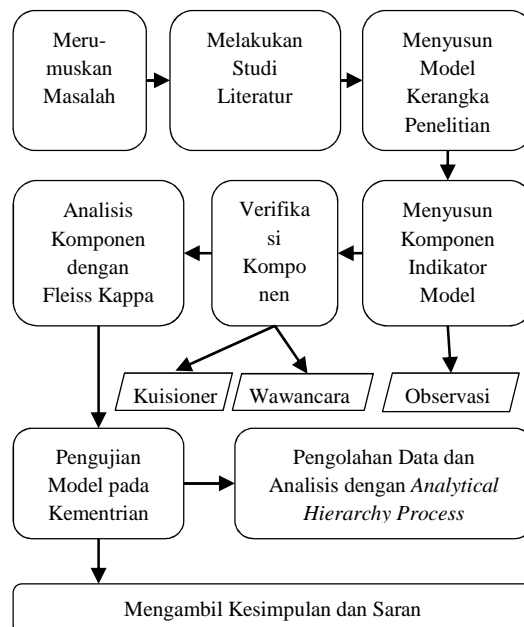 Meru-
muskan
Masalah
Melakukan
Studi
Literatur
Menyusun
Model
Kerangka
Penelitian
Analisis
Komponen
dengan
Fleiss Kappa
Verifika
si
Kompo
nen
Menyusun
Komponen
Indikator
Model
Kuisioner
Wawancara
Observasi
Pengujian
Model pada
Kementrian
Pengolahan Data dan
Analisis dengan Analytical
Hierarchy Process
Mengambil Kesimpulan dan Saran